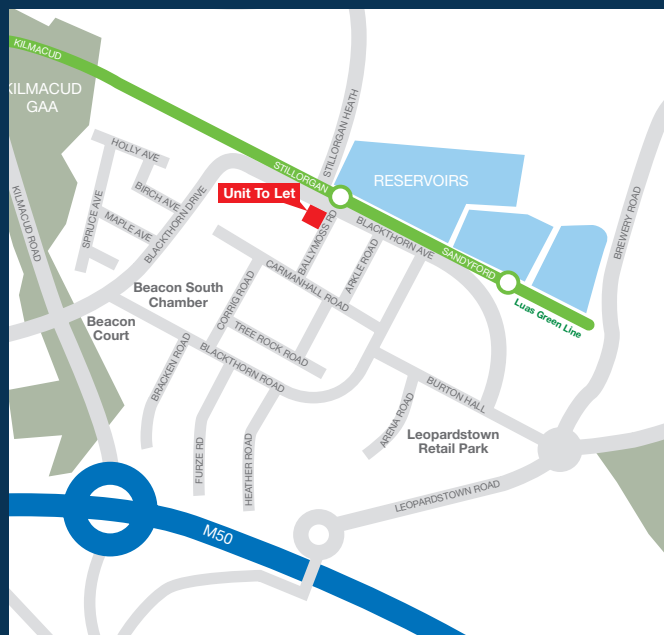 KILMACUD
KILMACUD
GAA
STILLORGAN HEATH
HOLLY AVE
STILLORGAN
RESERVOIRS
BIRCH AVE
Unit To Let
KILMACUD ROAD
SPRUCE AVE
MAPLE AVE
BLACKTHORN DRIVE
BALLYMOSS RD
BLACKTHORN AVE
BREWERY ROAD
ARKLE ROAD
SANDYFORD
CARMANHALL ROAD
Beacon South
Chamber
CORRIG ROAD
Luas Green Line
Beacon
Court
TREE ROCK ROAD
BLACKTHORN ROAD
BRACKEN ROAD
BURTON HALL
ARENA ROAD
Leopardstown
Retail Park
FURZE RD
HEATHER ROAD
LEOPARDSTOWN ROAD
M50